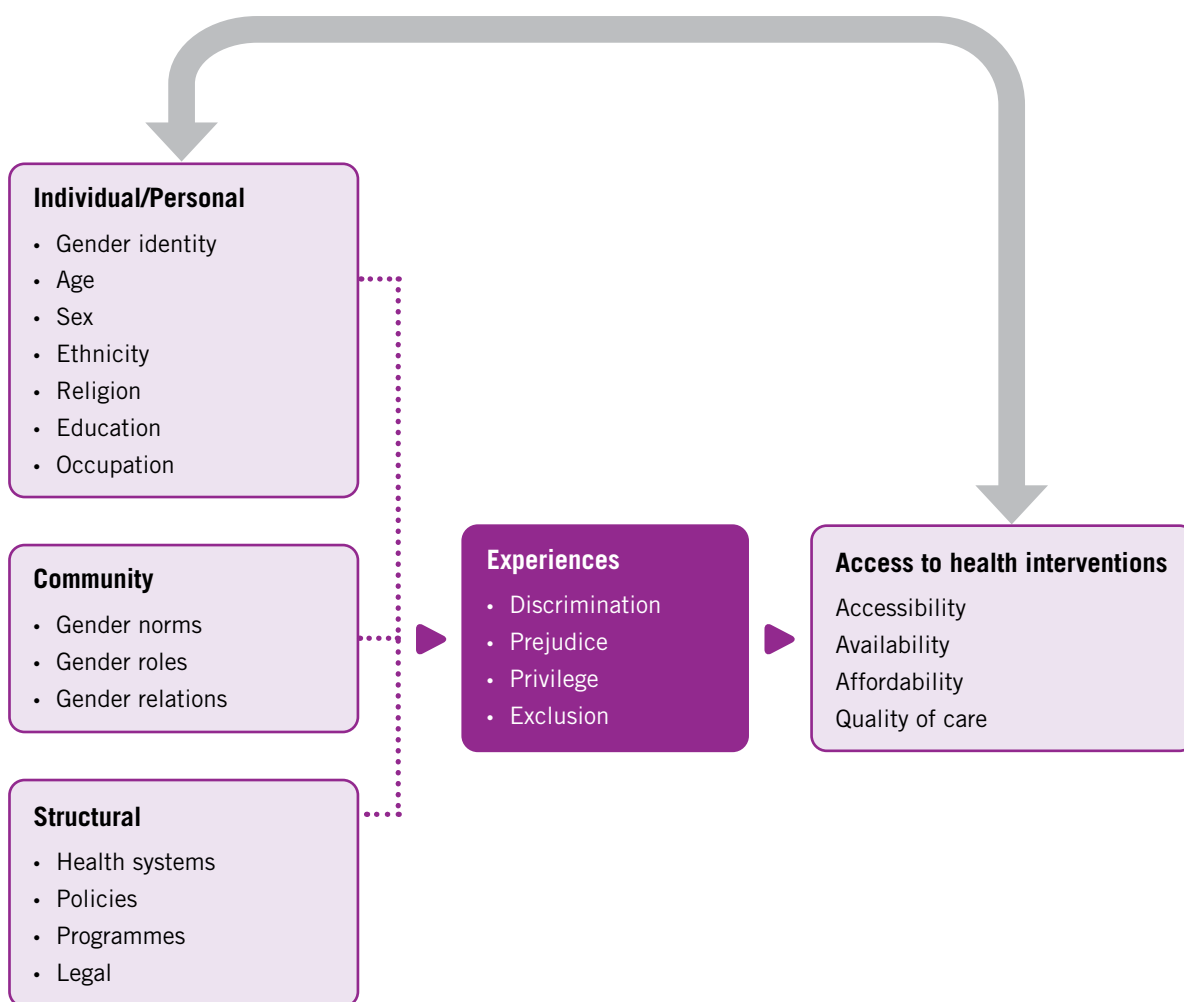 Individual/Personal
• Gender identity
• Age
• Sex
• Ethnicity
• Religion
• Education
• Occupation
Community
• Gender norms
• Gender roles
• Gender relations
Structural
• Health systems
• Policies
• Programmes
• Legal
Experiences
• Discrimination
• Prejudice
• Privilege
• Exclusion
Access to health interventions
Accessibility
Availability
Affordability
Quality of care